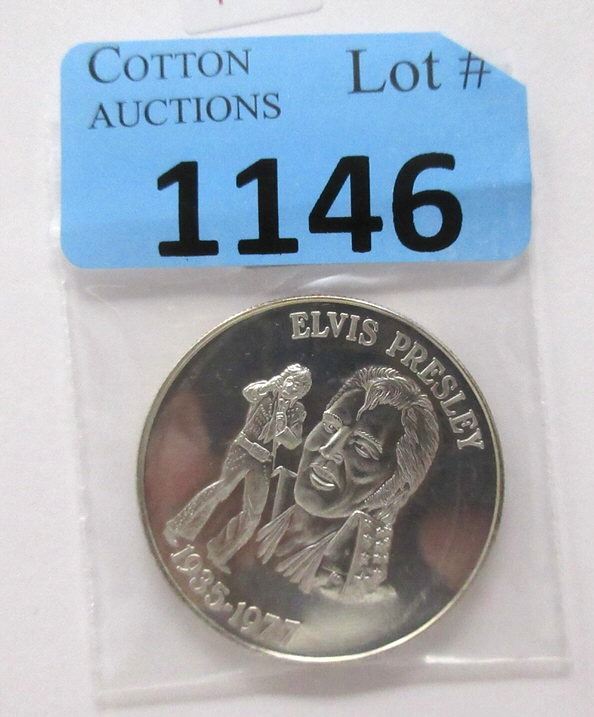 COTTON
AUCTIONS
Lot #
1146
ELVIS PRESLEY
1935-1977